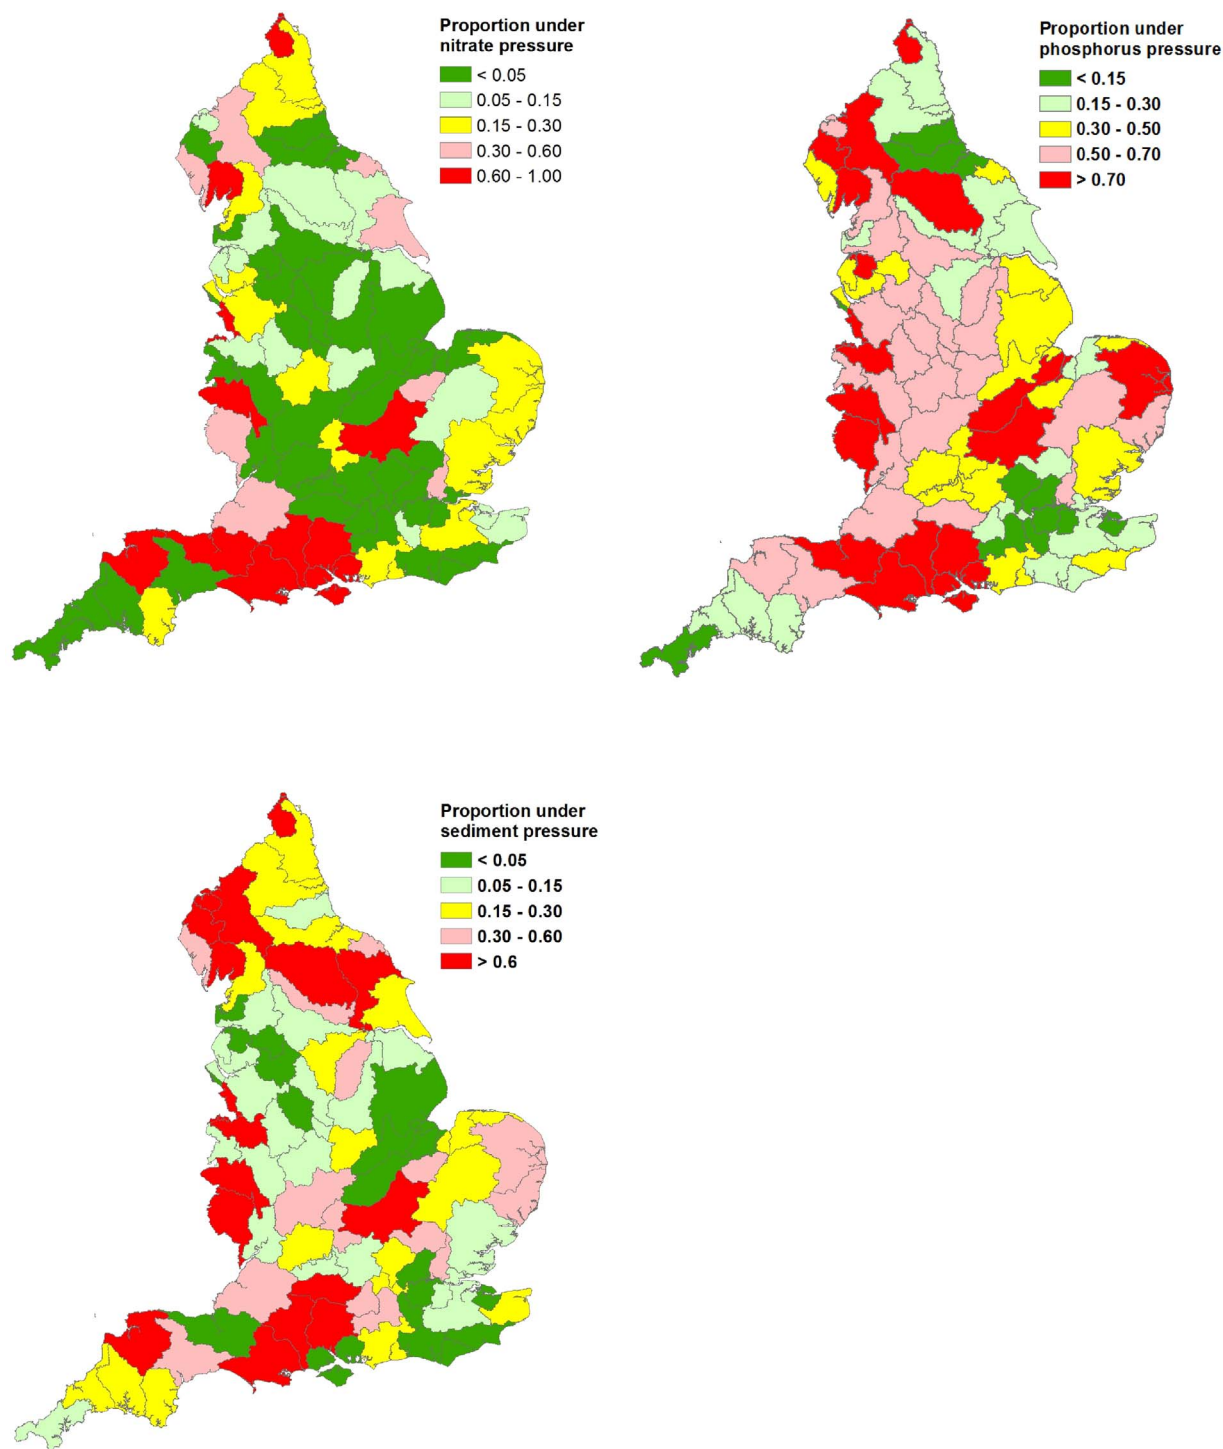 Proportion under
nitrate pressure
< 0.05
0.05 - 0.15
0.15 - 0.30
0.30 - 0.60
0.60 - 1.00
Proportion under
phosphorus pressure
< 0.15
0.15 - 0.30
0.30 - 0.50
0.50 - 0.70
> 0.70
Proportion under
sediment pressure
< 0.05
0.05 - 0.15
0.15 - 0.30
0.30 - 0.60
> 0.6